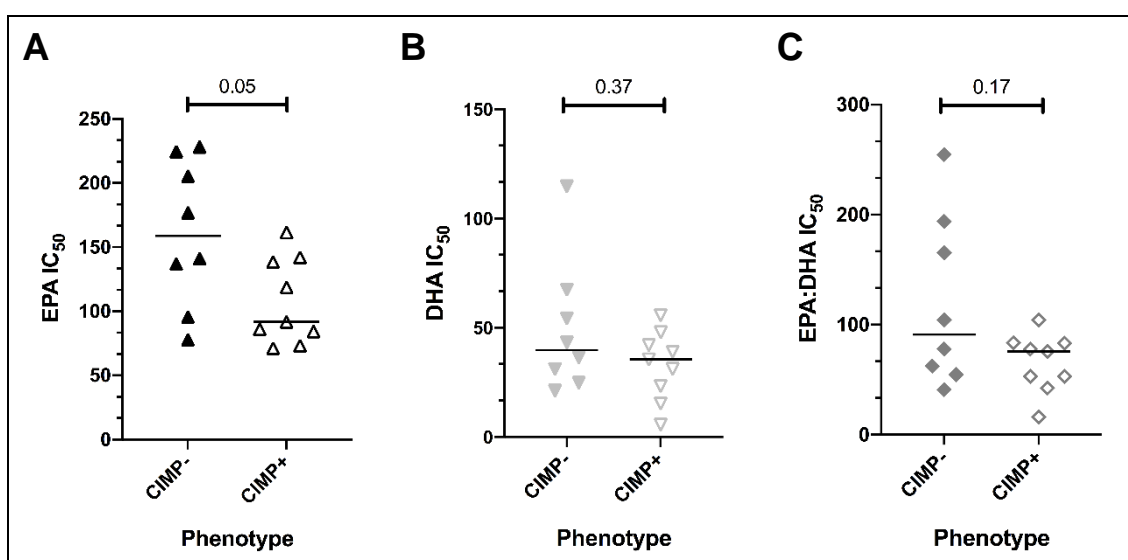 A
0.05
EPA IC50
250
200
150
100
50
0
CIMP-
CIMP+
Phenotype
B
0.37
DHA IC50
150
100
50
0
CIMP-
CIMP+
Phenotype
C
0.17
EPA:DHA IC50
300
200
100
0
CIMP-
CIMP+
Phenotype